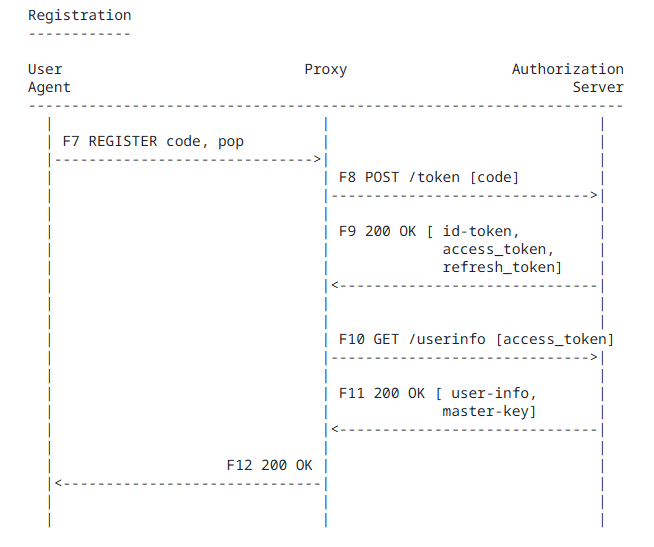 Registration
------------
User Proxy Authorization
Agent Server
---------------------------------------------------------------------
F7 REGISTER code, pop
------------------------------>
F8 POST /token [code]
------------------------------>
F9 200 OK [ id-token,
access_token,
refresh_token]
<------------------------------
F10 GET /userinfo [access_token]
------------------------------>
F11 200 OK [ user-info,
master-key]
<------------------------------
F12 200 OK
<------------------------------